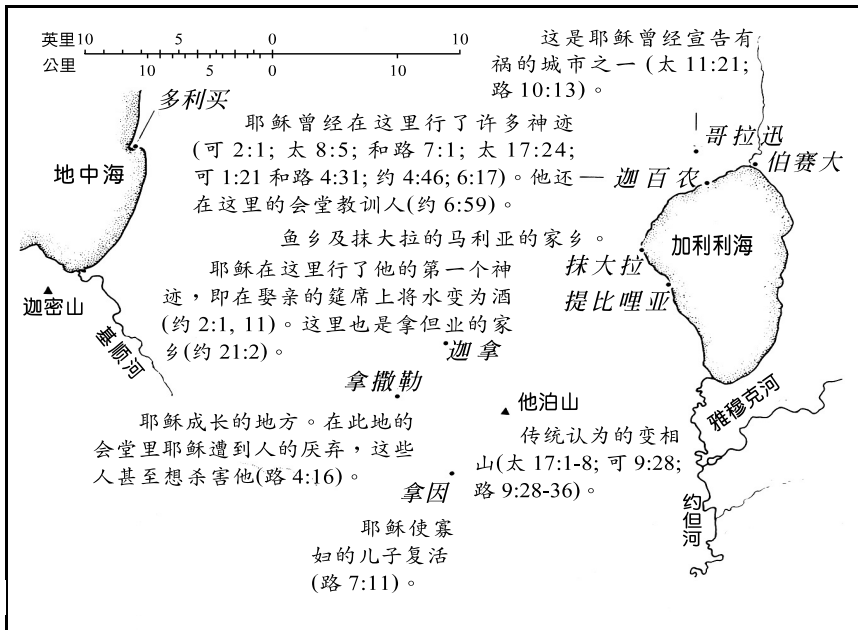 英里 10 5 0 10
公里 10 5 0 10
这是耶稣曾经宣告有
祸的城市之一 (太 11:21;
路 10:13)。
多利买
地中海
耶稣曾经在这里行了许多神迹
(可 2:1; 太 8:5; 和路 7:1; 太 17:24;
可 1:21 和路 4:31; 约 4:46; 6:17)。他还
在这里的会堂教训人(约 6:59)。
哥拉迅
伯赛大
迦百农
鱼乡及抹大拉的马利亚的家乡。
加利利海
抹大拉
提比哩亚
耶稣在这里行了他的第一个神
迹，即在娶亲的筵席上将水变为酒
(约 2:1, 11)。这里也是拿但业的家
乡(约 21:2)。
迦密山
基顺河
迦拿
拿撒勒
耶稣成长的地方。在此地的
会堂里耶稣遭到人的厌弃，这些
人甚至想杀害他(路 4:16)。
他泊山
传统认为的变相
山(太 17:1-8; 可 9:28;
路 9:28-36)。
雅穆克河
约但河
拿因
耶稣使寡
妇的儿子复活
(路 7:11)。